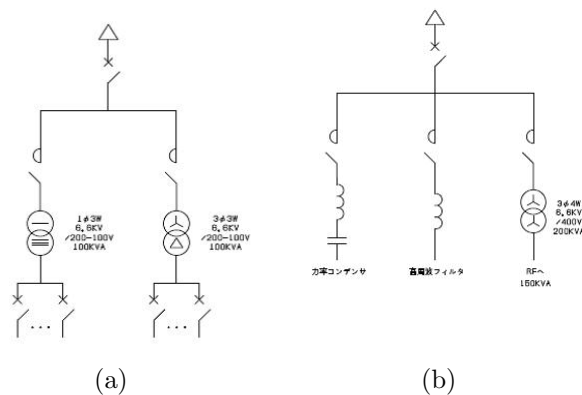 1φ3W
6.6KV
/200-100V
100KVA
3φ3W
6.6KV
/200-100V
100KVA
3φ4W
6.6KV
/400V
200KVA
力率コンデンサ
高周波フィルタ
RFへ
150KVA
(a)
(b)